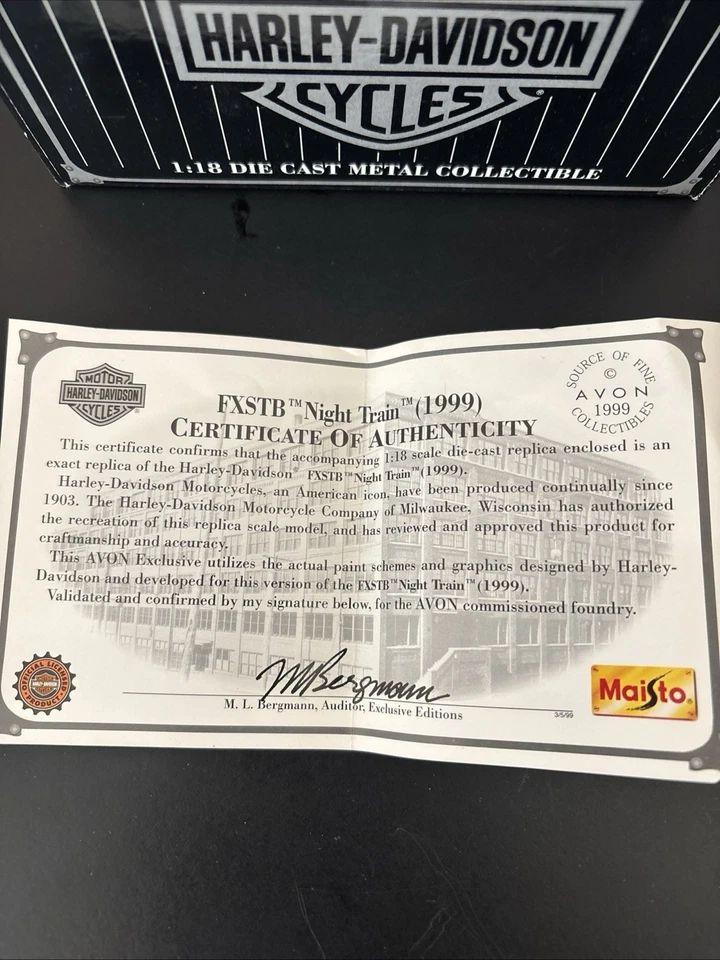 HARLEY-DAVIDSON
CYCLES®
1:18 DIE CAST METAL COLLECTIBLE
MOTOR
HARLEY-DAVIDSON
CYCLES
SOURCE OF FINE
©
AVON
1999
COLLECTIBLES
FXSTB™ Night Train™ (1999)
CERTIFICATE OF AUTHENTICITY
This certificate confirms that the accompanying 1:18 scale die-cast replica enclosed is an
exact replica of the Harley-Davidson® FXSTB™ Night Train™ (1999).
Harley-Davidson Motorcycles, an American icon, have been produced continually since
1903. The Harley-Davidson Motorcycle Company of Milwaukee, Wisconsin has authorized
the recreation of this replica scale model, and has reviewed and approved this product for
craftmanship and accuracy.
This AVON Exclusive utilizes the actual paint schemes and graphics designed by Harley-
Davidson and developed for this version of the FXSTB™ Night Train™ (1999).
Validated and confirmed by my signature below, for the AVON commissioned foundry.
OFFICIAL LICENSED
PRODUCT
M L Bergmann
M. L. Bergmann, Auditor, Exclusive Editions
3/5/99
Maisto®